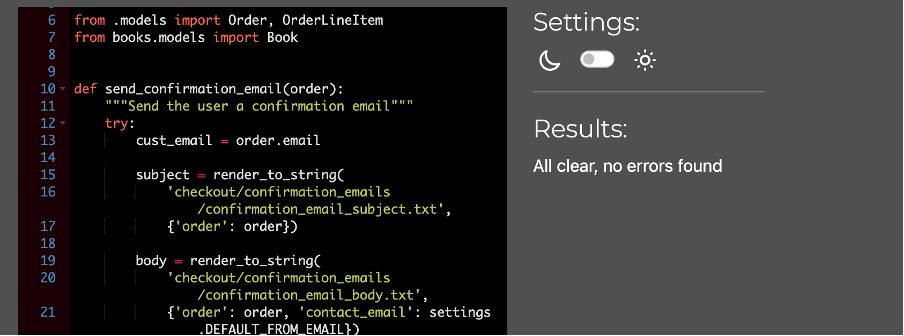 6 from .models import Order, OrderLineItem
7 from books.models import Book
8
9
10 def send_confirmation_email(order):
11 """Send the user a confirmation email"""
12 try:
13 cust_email = order.email
14
15 subject = render_to_string(
16 'checkout/confirmation_emails
/confirmation_email_subject.txt',
17 {'order': order})
18
19 body = render_to_string(
20 'checkout/confirmation_emails
/confirmation_email_body.txt',
21 {'order': order, 'contact_email': settings
.DEFAULT_FROM_EMAIL})
Settings:
Results:
All clear, no errors found